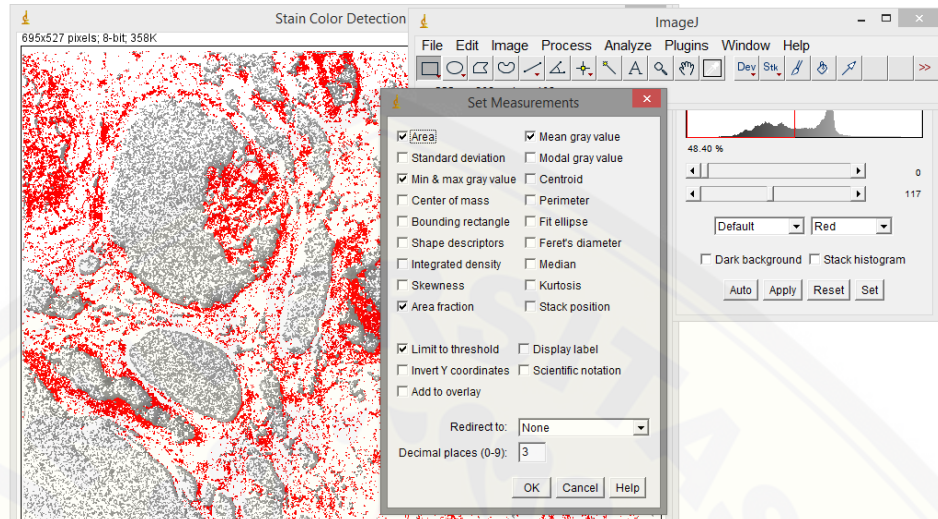 Stain Color Detection
695x527 pixels; 8-bit; 358K
ImageJ
File Edit Image Process Analyze Plugins Window Help
Dev Stk >>
Set Measurements
Area Mean gray value
Standard deviation Modal gray value
Min & max gray value Centroid
Center of mass Perimeter
Bounding rectangle Fit ellipse
Shape descriptors Feret's diameter
Integrated density Median
Skewness Kurtosis
Area fraction Stack position
Limit to threshold Display label
Invert Y coordinates Scientific notation
Add to overlay
Redirect to: None
Decimal places (0-9): 3
OK Cancel Help
48.40 %
0
117
Default Red
Dark background Stack histogram
Auto Apply Reset Set